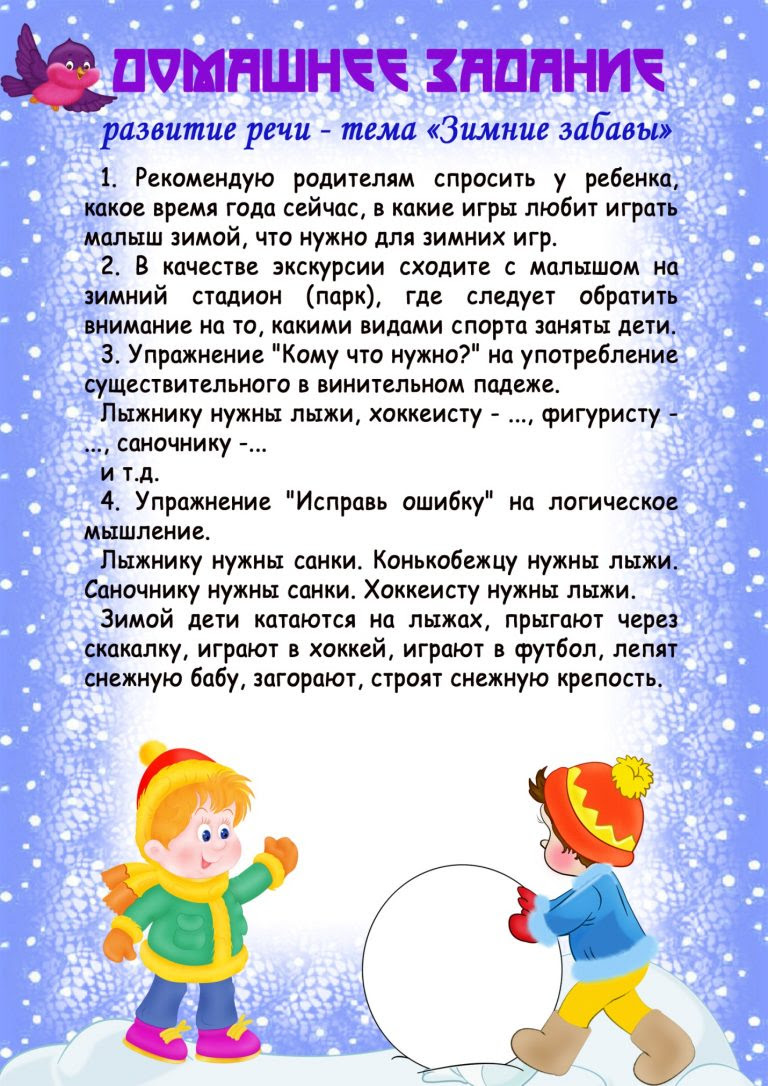 ДОМАШНЕЕ ЗАДАНИЕ
развитие речи - тема «Зимние забавы»
1. Рекомендую родителям спросить у ребенка,
какое время года сейчас, в какие игры любит играть
малыш зимой, что нужно для зимних игр.
2. В качестве экскурсии сходите с малышом на
зимний стадион (парк), где следует обратить
внимание на то, какими видами спорта заняты дети.
3. Упражнение "Кому что нужно?" на употребление
существительного в винительном падеже.
Лыжнику нужны лыжи, хоккеисту - ..., фигуристу -
..., саночнику -...
и т.д.
4. Упражнение "Исправь ошибку" на логическое
мышление.
Лыжнику нужны санки. Конькобежцу нужны лыжи.
Саночнику нужны санки. Хоккеисту нужны лыжи.
Зимой дети катаются на лыжах, прыгают через
скакалку, играют в хоккей, играют в футбол, лепят
снежную бабу, загорают, строят снежную крепость.